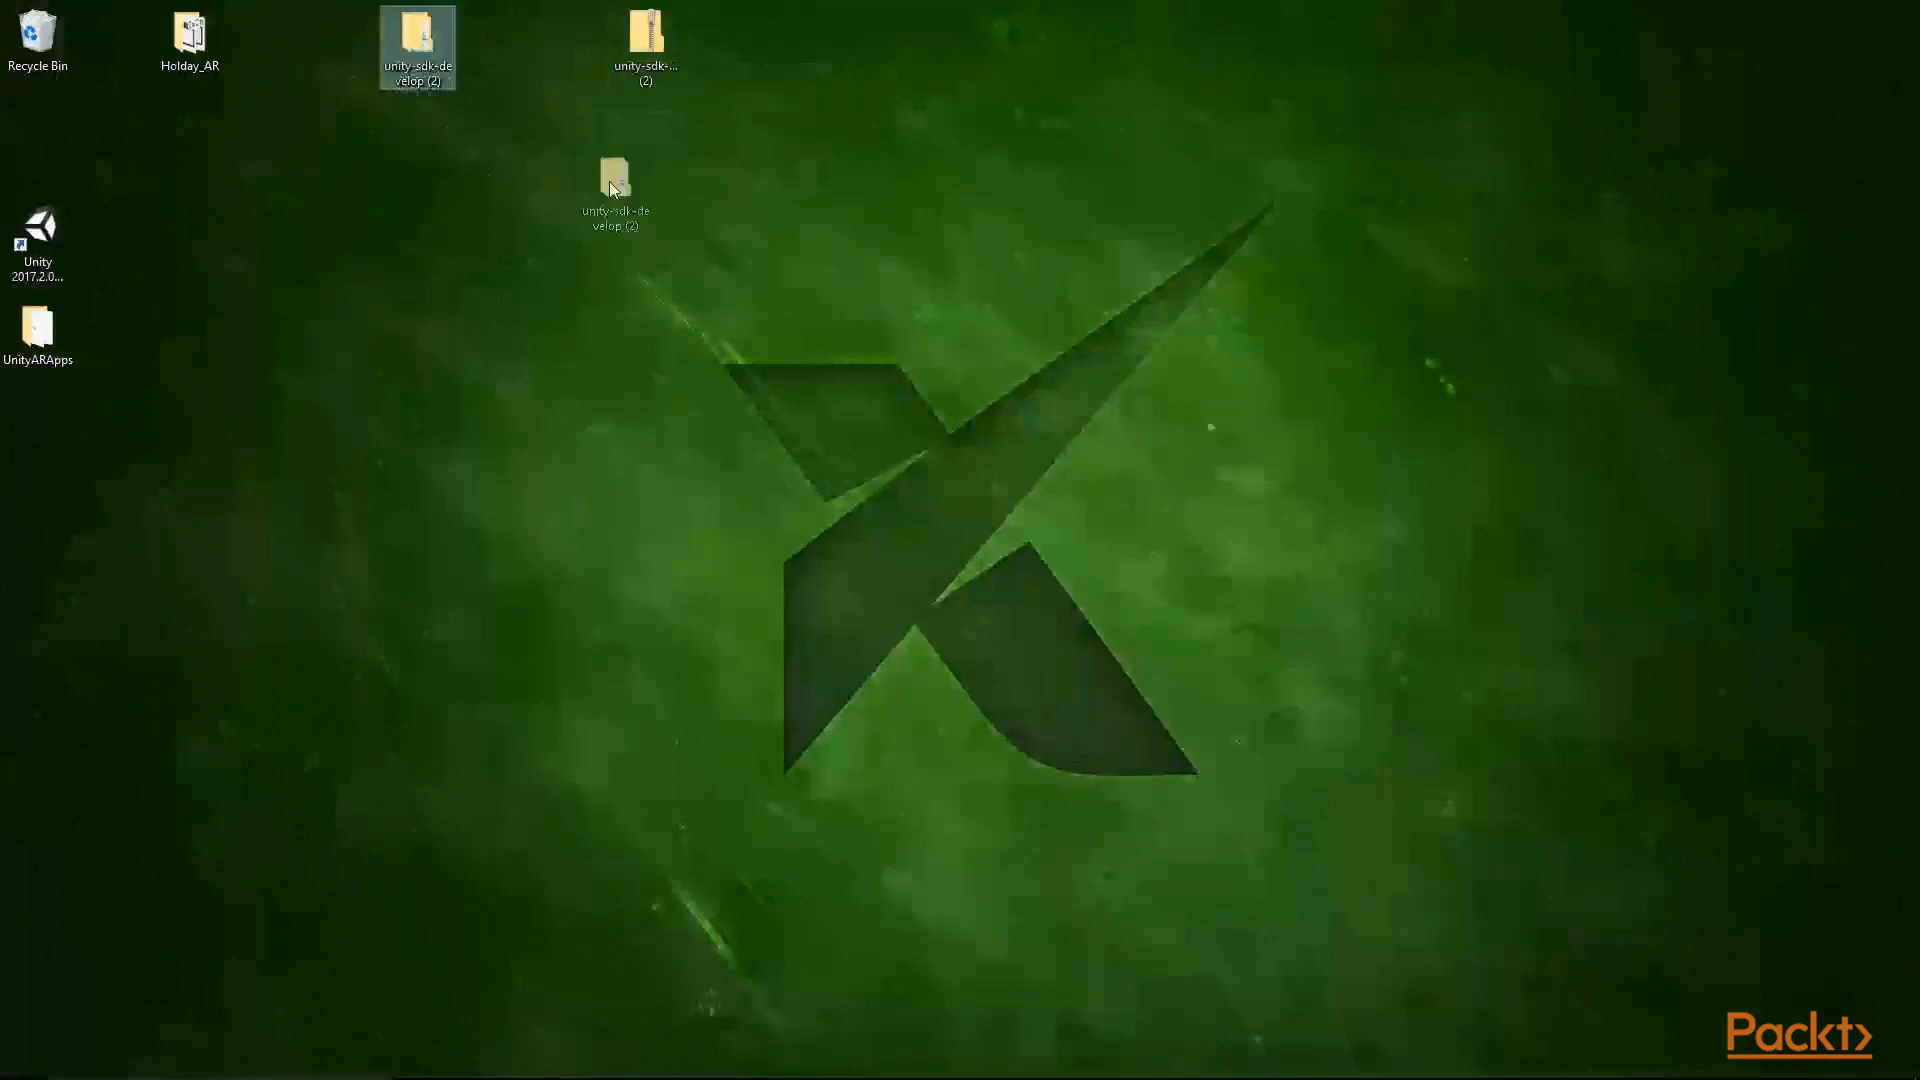 Recycle Bin
Holday_AR
unity-sdk-de
velop (2)
unity-sdk-...
(2)
unity-sdk-de
velop (2)
Unity
2017.2.0...
UnityARApps
Packt>